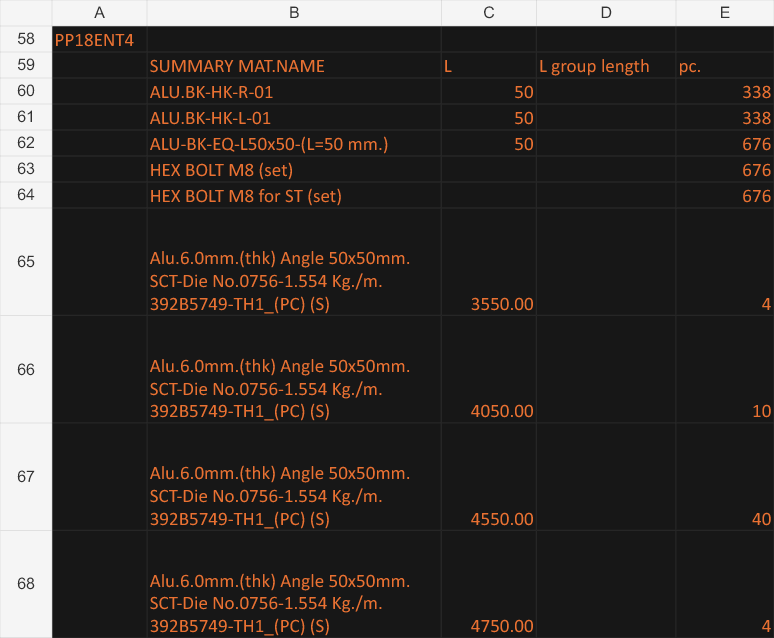 A B C D E
58 PP18ENT4
59 SUMMARY MAT.NAME L L group length pc.
60 ALU.BK-HK-R-01 50 338
61 ALU.BK-HK-L-01 50 338
62 ALU-BK-EQ-L50x50-(L=50 mm.) 50 676
63 HEX BOLT M8 (set) 676
64 HEX BOLT M8 for ST (set) 676
65
Alu.6.0mm.(thk) Angle 50x50mm.
SCT-Die No.0756-1.554 Kg./m.
392B5749-TH1_(PC) (S) 3550.00 4
66
Alu.6.0mm.(thk) Angle 50x50mm.
SCT-Die No.0756-1.554 Kg./m.
392B5749-TH1_(PC) (S) 4050.00 10
67
Alu.6.0mm.(thk) Angle 50x50mm.
SCT-Die No.0756-1.554 Kg./m.
392B5749-TH1_(PC) (S) 4550.00 40
68
Alu.6.0mm.(thk) Angle 50x50mm.
SCT-Die No.0756-1.554 Kg./m.
392B5749-TH1_(PC) (S) 4750.00 4